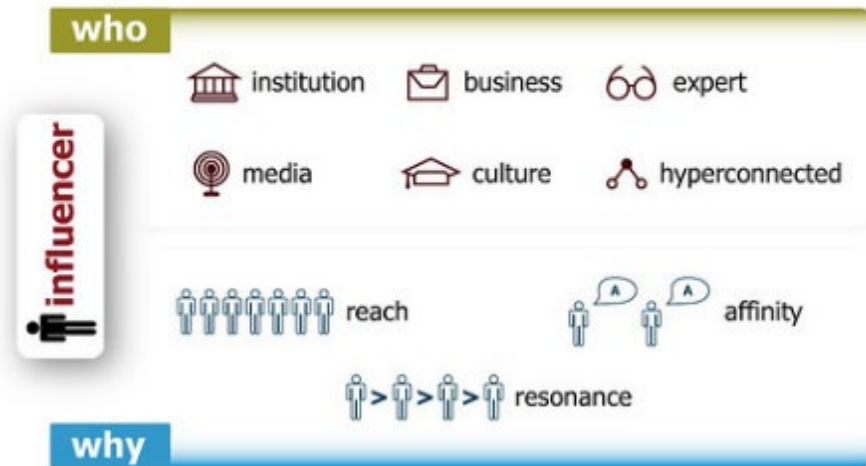 who
institution
business
expert
media
culture
hyperconnected
influencer
reach
A
A
affinity
> > > resonance
why